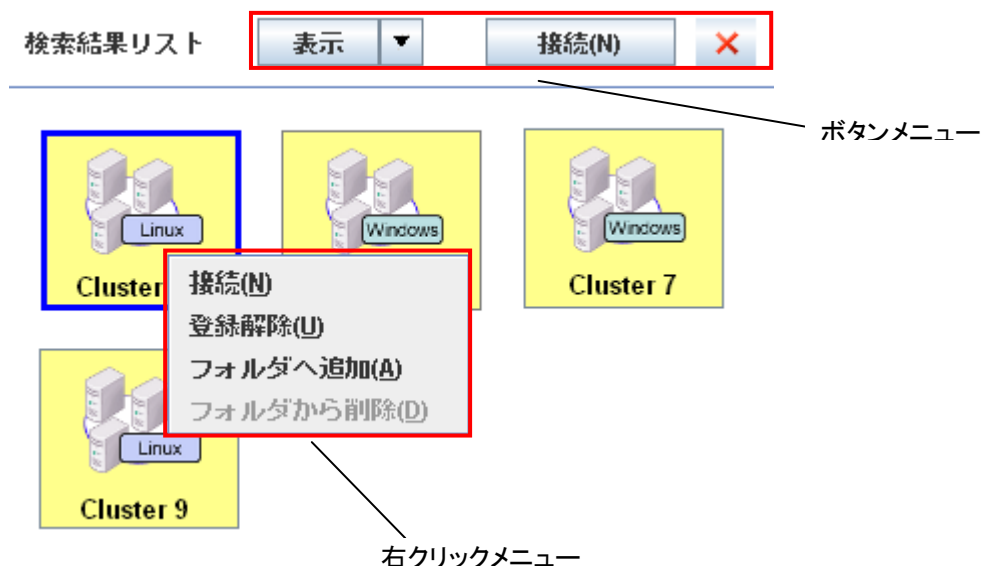 検索結果リスト 表示 接続(N)
ボタンメニュー
Linux
Windows
Windows
Cluster
Cluster 7
接続(N)
登録解除(U)
フォルダへ追加(A)
フォルダから削除(D)
Linux
Cluster 9
右クリックメニュー